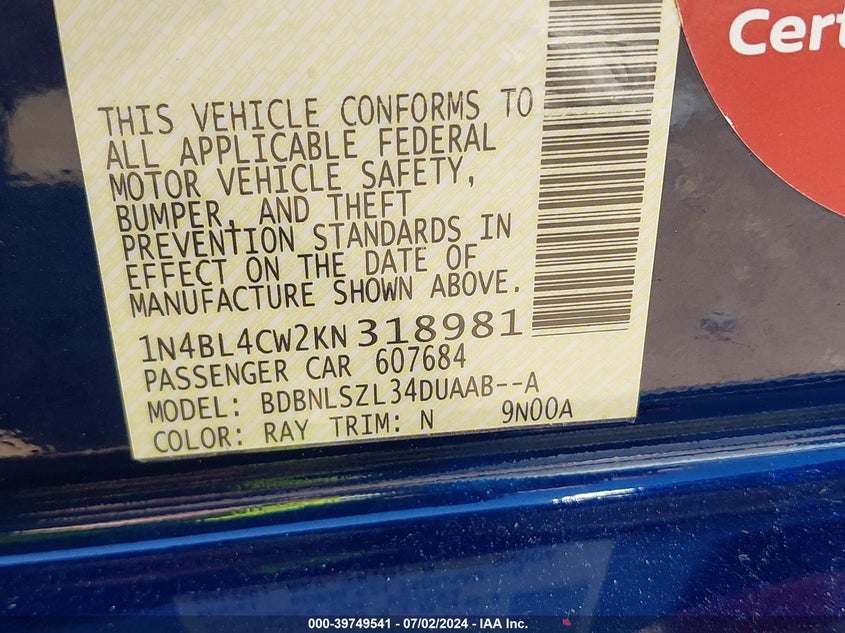 Cert
THIS VEHICLE CONFORMS TO
ALL APPLICABLE FEDERAL
MOTOR VEHICLE SAFETY,
BUMPER, AND THEFT
PREVENTION STANDARDS IN
EFFECT ON THE DATE OF
MANUFACTURE SHOWN ABOVE.
1N4BL4CW2KN318981
PASSENGER CAR 607684
MODEL: BDBNLSZL34DUAAB--A
COLOR: RAY TRIM: N 9N00A
000-39749541 - 07/02/2024 - IAA Inc.